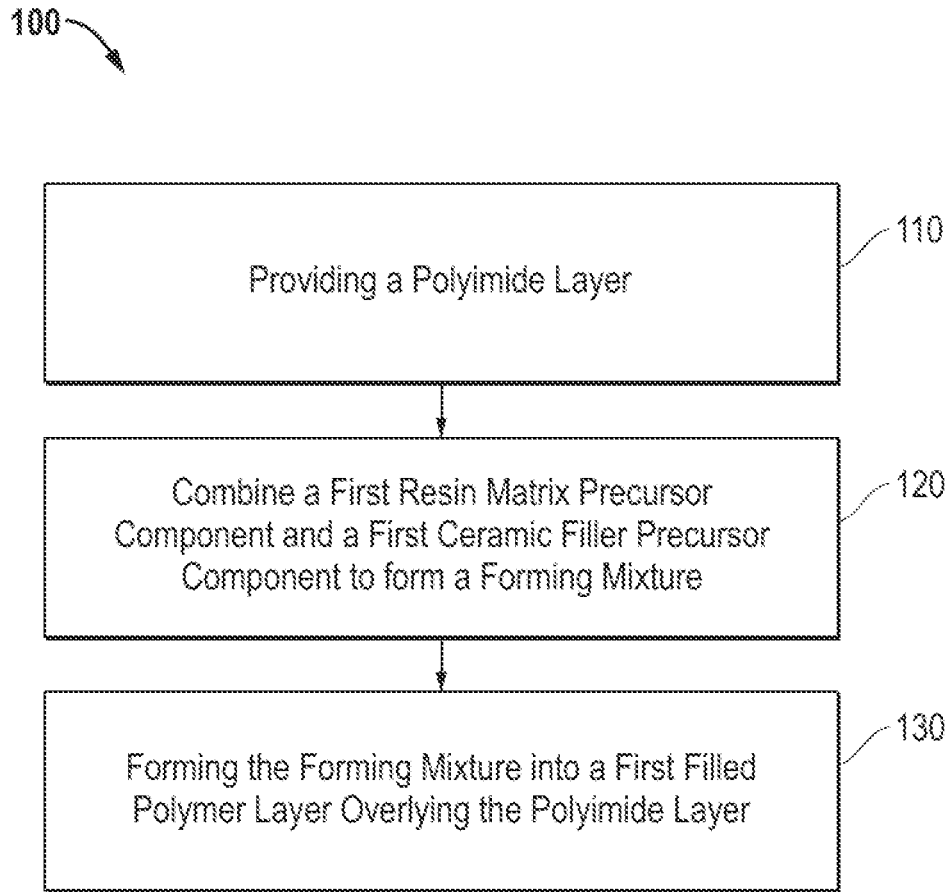 100
Providing a Polyimide Layer
110
Combine a First Resin Matrix Precursor
Component and a First Ceramic Filler Precursor
Component to form a Forming Mixture
120
Forming the Forming Mixture into a First Filled
Polymer Layer Overlying the Polyimide Layer
130